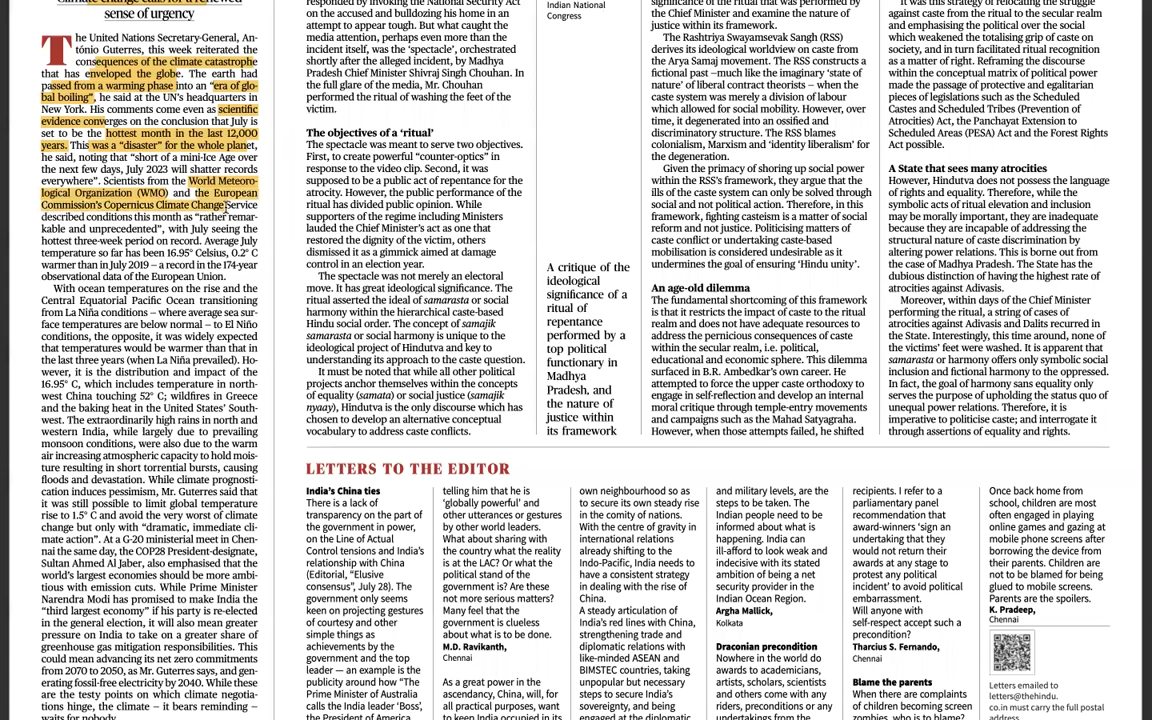 Climate change calls for a renewed
sense of urgency
The United Nations Secretary-General, An-
tónio Guterres, this week reiterated the
consequences of the climate catastrophe
that has enveloped the globe. The earth had
passed from a warming phase into an “era of glo-
bal boiling”, he said at the UN’s headquarters in
New York. His comments come even as scientific
evidence converges on the conclusion that July is
set to be the hottest month in the last 12,000
years. This was a “disaster” for the whole planet,
he said, noting that “short of a mini-Ice Age over
the next few days, July 2023 will shatter records
everywhere”. Scientists from the World Meteoro-
logical Organization (WMO) and the European
Commission’s Copernicus Climate Change Service
described conditions this month as “rather remar-
kable and unprecedented”, with July seeing the
hottest three-week period on record. Average July
temperature so far has been 16.95° Celsius, 0.2° C
warmer than in July 2019 – a record in the 174-year
observational data of the European Union.
With ocean temperatures on the rise and the
Central Equatorial Pacific Ocean transitioning
from La Niña conditions – where average sea sur-
face temperatures are below normal – to El Niño
conditions, the opposite, it was widely expected
that temperatures would be warmer than that in
the last three years (when La Niña prevailed). Ho-
wever, it is the distribution and impact of the
16.95° C, which includes temperature in north-
west China touching 52° C; wildfires in Greece
and the baking heat in the United States’ South-
west. The extraordinarily high rains in north and
western India, while largely due to prevailing
monsoon conditions, were also due to the warm
air increasing atmospheric capacity to hold mois-
ture resulting in short torrential bursts, causing
floods and devastation. While climate prognosti-
cation induces pessimism, Mr. Guterres said that
it was still possible to limit global temperature
rise to 1.5° C and avoid the very worst of climate
change but only with “dramatic, immediate cli-
mate action”. At a G-20 ministerial meet in Chen-
nai the same day, the COP28 President-designate,
Sultan Ahmed Al Jaber, also emphasised that the
world’s largest economies should be more ambi-
tious with emission cuts. While Prime Minister
Narendra Modi has promised to make India the
“third largest economy” if his party is re-elected
in the general election, it will also mean greater
pressure on India to take on a greater share of
greenhouse gas mitigation responsibilities. This
could mean advancing its net zero commitments
from 2070 to 2050, as Mr. Guterres says, and gen-
erating fossil-free electricity by 2040. While these
are the testy points on which climate negotia-
tions hinge, the climate – it bears reminding –
waits for nobody.
responded by invoking the National Security Act
on the accused and bulldozing his home in an
attempt to appear tough. But what caught the
media attention, perhaps even more than the
incident itself, was the ‘spectacle’, orchestrated
shortly after the alleged incident, by Madhya
Pradesh Chief Minister Shivraj Singh Chouhan. In
the full glare of the media, Mr. Chouhan
performed the ritual of washing the feet of the
victim.
The objectives of a ‘ritual’
The spectacle was meant to serve two objectives.
First, to create powerful “counter-optics” in
response to the video clip. Second, it was
supposed to be a public act of repentance for the
atrocity. However, the public performance of the
ritual has divided public opinion. While
supporters of the regime including Ministers
lauded the Chief Minister’s act as one that
restored the dignity of the victim, others
dismissed it as a gimmick aimed at damage
control in an election year.
The spectacle was not merely an electoral
move. It has great ideological significance. The
ritual asserted the ideal of samarasta or social
harmony within the hierarchical caste-based
Hindu social order. The concept of samajik
samarasta or social harmony is unique to the
ideological project of Hindutva and key to
understanding its approach to the caste question.
It must be noted that while all other political
projects anchor themselves within the concepts
of equality (samata) or social justice (samajik
nyaay), Hindutva is the only discourse which has
chosen to develop an alternative conceptual
vocabulary to address caste conflicts.
Indian National
Congress
A critique of the
ideological
significance of a
ritual of
repentance
performed by a
top political
functionary in
Madhya
Pradesh, and
the nature of
justice within
its framework
significance of the ritual that was performed by
the Chief Minister and examine the nature of
justice within its framework.
The Rashtriya Swayamsevak Sangh (RSS)
derives its ideological worldview on caste from
the Arya Samaj movement. The RSS constructs a
fictional past –much like the imaginary ‘state of
nature’ of liberal contract theorists – when the
caste system was merely a division of labour
which allowed for social mobility. However, over
time, it degenerated into an ossified and
discriminatory structure. The RSS blames
colonialism, Marxism and ‘identity liberalism’ for
the degeneration.
Given the primacy of shoring up social power
within the RSS’s framework, they argue that the
ills of the caste system can only be solved through
social and not political action. Therefore, in this
framework, fighting casteism is a matter of social
reform and not justice. Politicising matters of
caste conflict or undertaking caste-based
mobilisation is considered undesirable as it
undermines the goal of ensuring ‘Hindu unity’.
An age-old dilemma
The fundamental shortcoming of this framework
is that it restricts the impact of caste to the ritual
realm and does not have adequate resources to
address the pernicious consequences of caste
within the secular realm, i.e. political,
educational and economic sphere. This dilemma
surfaced in B.R. Ambedkar’s own career. He
attempted to force the upper caste orthodoxy to
engage in self-reflection and develop an internal
moral critique through temple-entry movements
and campaigns such as the Mahad Satyagraha.
However, when those attempts failed, he shifted
It was this strategy of relocating the struggle
against caste from the ritual to the secular realm
and emphasising the political over the social
which weakened the totalising grip of caste on
society, and in turn facilitated ritual recognition
as a matter of right. Reframing the discourse
within the conceptual matrix of political power
made the passage of protective and egalitarian
pieces of legislations such as the Scheduled
Castes and Scheduled Tribes (Prevention of
Atrocities) Act, the Panchayat Extension to
Scheduled Areas (PESA) Act and the Forest Rights
Act possible.
A State that sees many atrocities
However, Hindutva does not possess the language
of rights and equality. Therefore, while the
symbolic acts of ritual elevation and inclusion
may be morally important, they are inadequate
because they are incapable of addressing the
structural nature of caste discrimination by
altering power relations. This is borne out from
the case of Madhya Pradesh. The State has the
dubious distinction of having the highest rate of
atrocities against Adivasis.
Moreover, within days of the Chief Minister
performing the ritual, a string of cases of
atrocities against Adivasis and Dalits recurred in
the State. Interestingly, this time around, none of
the victims’ feet were washed. It is apparent that
samarasta or harmony offers only symbolic social
inclusion and fictional harmony to the oppressed.
In fact, the goal of harmony sans equality only
serves the purpose of upholding the status quo of
unequal power relations. Therefore, it is
imperative to politicise caste; and interrogate it
through assertions of equality and rights.
LETTERS TO THE EDITOR
India’s China ties
There is a lack of
transparency on the part of
the government in power,
on the Line of Actual
Control tensions and India’s
relationship with China
(Editorial, “Elusive
consensus”, July 28). The
government only seems
keen on projecting gestures
of courtesy and other
simple things as
achievements by the
government and the top
leader — an example is the
publicity around how “The
Prime Minister of Australia
calls the India leader ‘Boss’,
the President of America
telling him that he is
‘globally powerful’ and
other utterances or gestures
by other world leaders.
What about sharing with
the country what the reality
is at the LAC? Or what the
political stand of the
government is? Are these
not more serious matters?
Many feel that the
government is clueless
about what is to be done.
M.D. Ravikanth,
Chennai
As a great power in the
ascendancy, China, will, for
all practical purposes, want
to keep India occupied in its
own neighbourhood so as
to secure its own steady rise
in the comity of nations.
With the centre of gravity in
international relations
already shifting to the
Indo-Pacific, India needs to
have a consistent strategy
in dealing with the rise of
China.
A steady articulation of
India’s red lines with China,
strengthening trade and
diplomatic relations with
like-minded ASEAN and
BIMSTEC countries, taking
unpopular but necessary
steps to secure India’s
sovereignty, and being
engaged at the diplomatic
and military levels, are the
steps to be taken. The
Indian people need to be
informed about what is
happening. India can
ill-afford to look weak and
indecisive with its stated
ambition of being a net
security provider in the
Indian Ocean Region.
Argha Mallick,
Kolkata
Draconian precondition
Nowhere in the world do
awards to academicians,
artists, scholars, scientists
and others come with any
riders, preconditions or any
undertakings from the
recipients. I refer to a
parliamentary panel
recommendation that
award-winners ‘sign an
undertaking that they
would not return their
awards at any stage to
protest any political
incident’ to avoid political
embarrassment.
Will anyone with
self-respect accept such a
precondition?
Tharcius S. Fernando,
Chennai
Blame the parents
When there are complaints
of children becoming screen
zombies, who is to blame?
Once back home from
school, children are most
often engaged in playing
online games and gazing at
mobile phone screens after
borrowing the device from
their parents. Children are
not to be blamed for being
glued to mobile screens.
Parents are the spoilers.
K. Pradeep,
Chennai
Letters emailed to
letters@thehindu.
co.in must carry the full postal
address